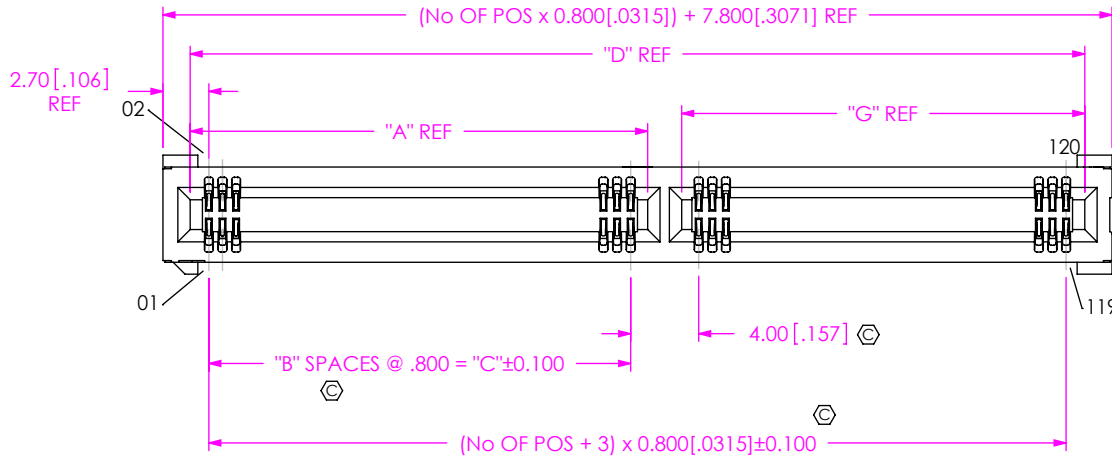 (No OF POS x 0.800[.0315]) + 7.800[.3071] REF
"D" REF
2.70[.106]
REF
02
"A" REF
"G" REF
120
01
119
4.00[.157] C
"B" SPACES @ .800 = "C"±0.100
C
C
(No OF POS + 3) x 0.800[.0315]±0.100